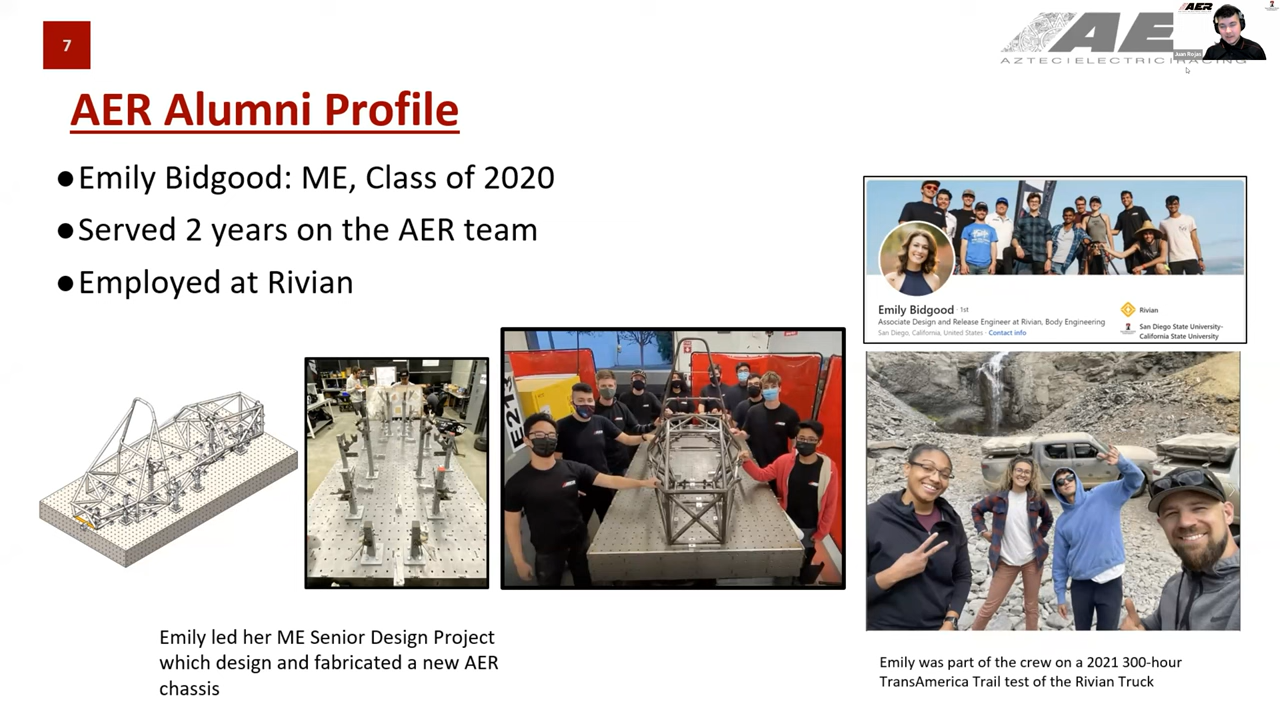 7
AE
AZTEC|ELECTRIC|RACING
AER
Juan Rojas
AER Alumni Profile
●Emily Bidgood: ME, Class of 2020
●Served 2 years on the AER team
●Employed at Rivian
Emily Bidgood · 1st
Associate Design and Release Engineer at Rivian, Body Engineering
San Diego, California, United States · Contact info
Rivian
San Diego State University-
California State University
E213
Emily led her ME Senior Design Project
which design and fabricated a new AER
chassis
Emily was part of the crew on a 2021 300-hour
TransAmerica Trail test of the Rivian Truck